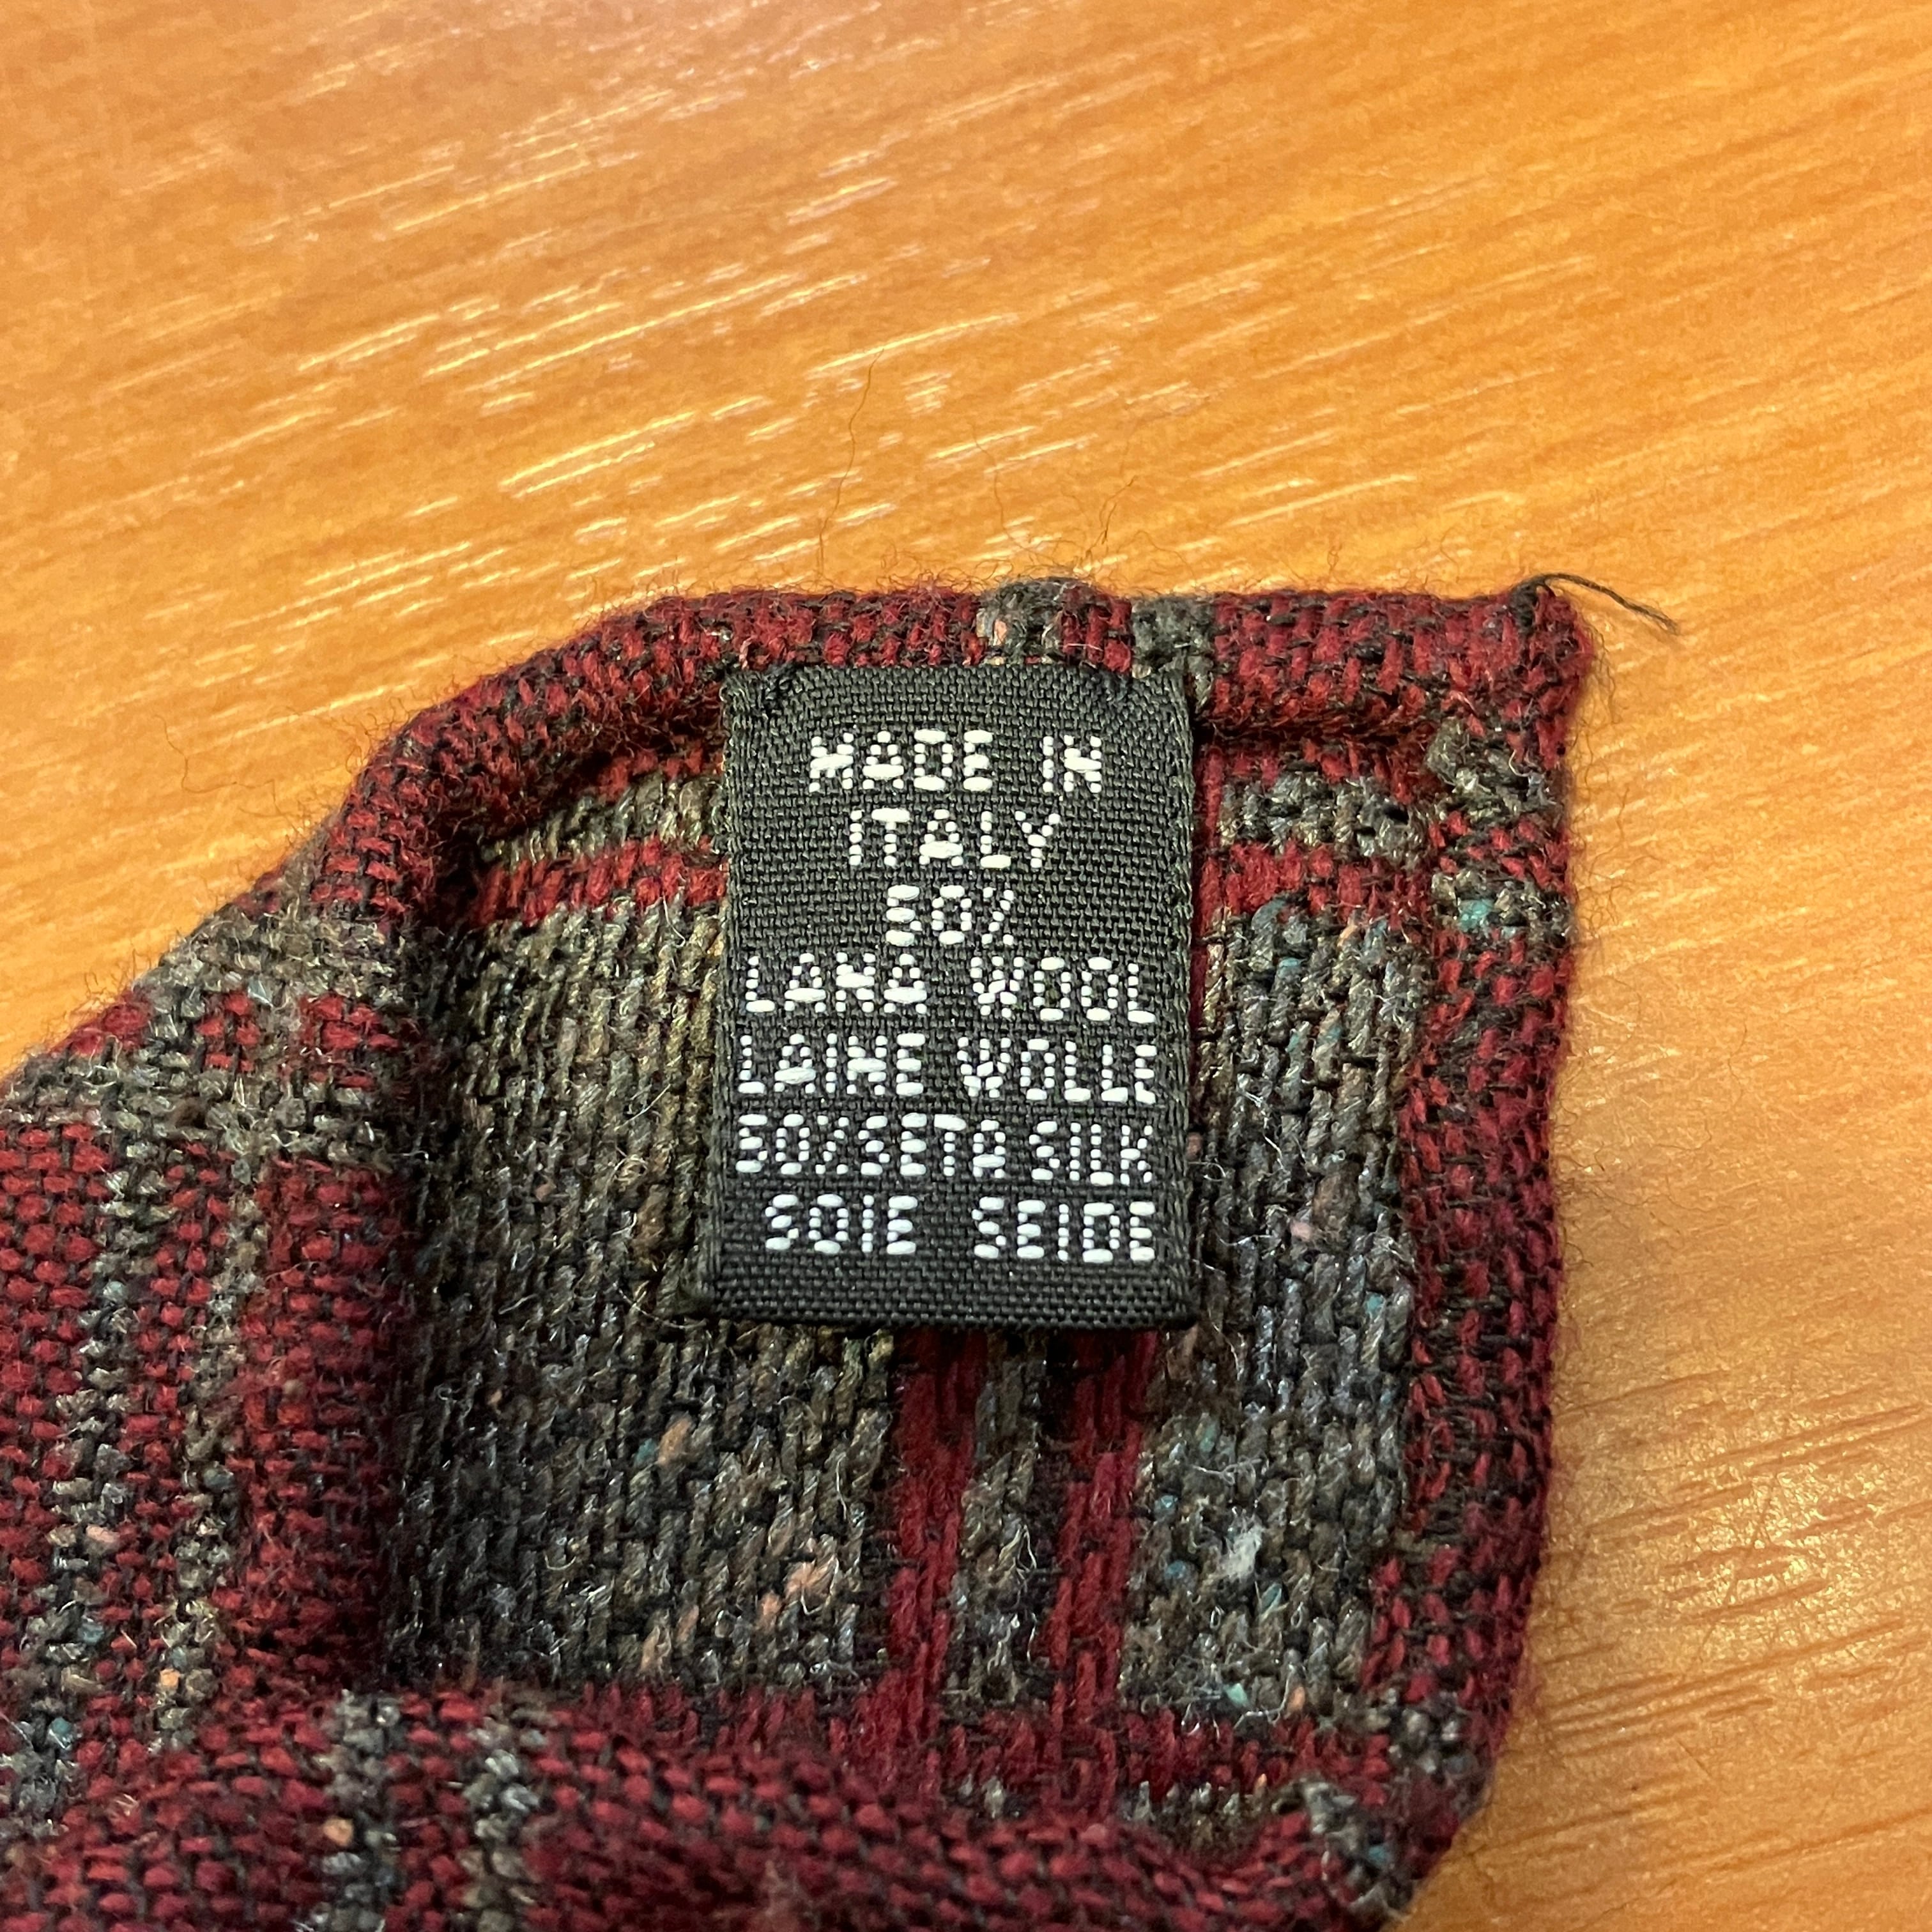 MADE IN
ITALY
50%
LANA WOOL
LAINE WOLLE
50%SETA SILK
SOIE SEIDE